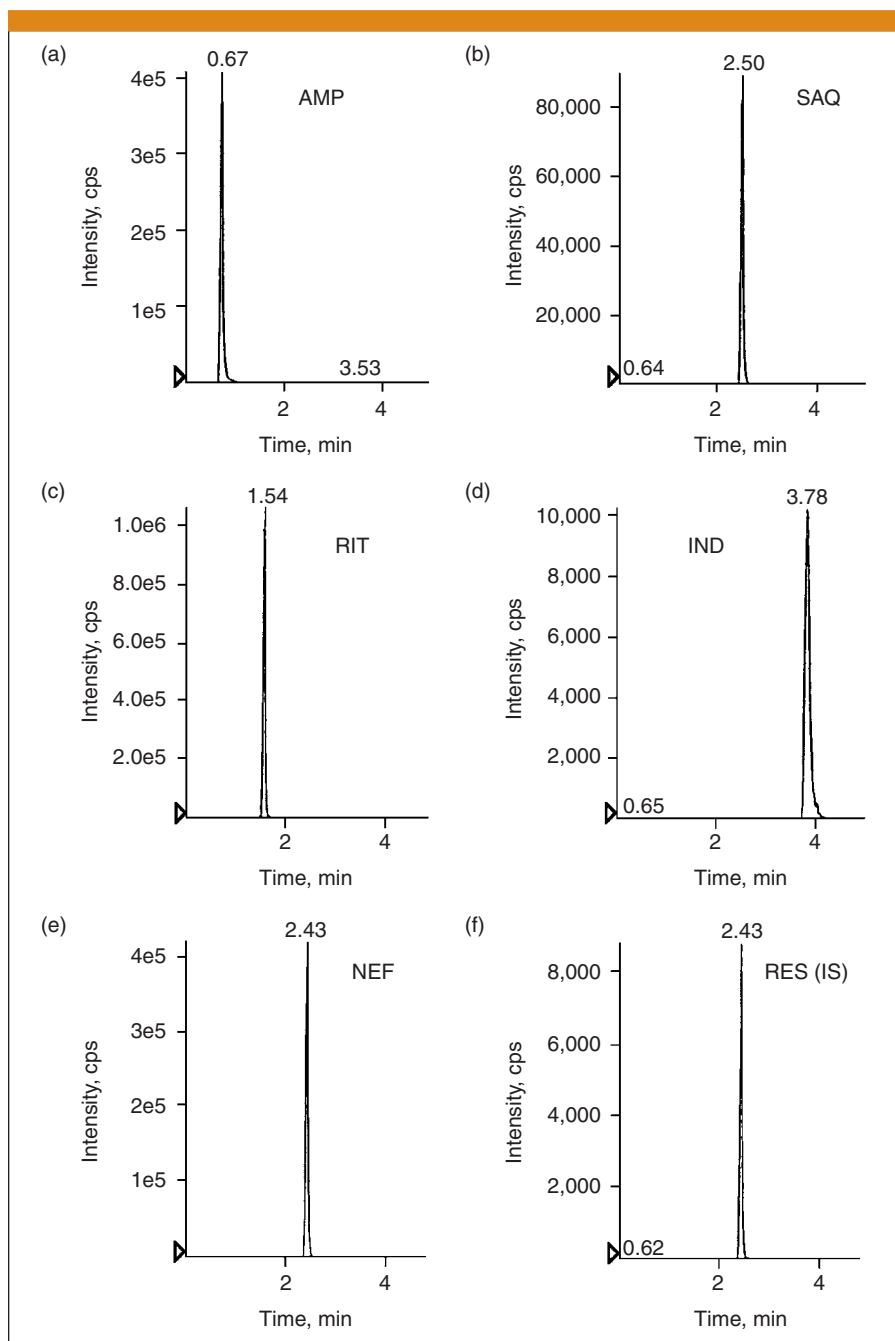 (a)
0.67
AMP
4e5
3e5
2e5
1e5
3.53
2 4
Intensity, cps
Time, min
(b)
2.50
SAQ
80,000
60,000
40,000
20,000
0.64
2 4
Intensity, cps
Time, min
(c)
1.54
RIT
1.0e6
8.0e5
6.0e5
4.0e5
2.0e5
2 4
Intensity, cps
Time, min
(d)
3.78
IND
10,000
8,000
6,000
4,000
2,000
0.65
2 4
Intensity, cps
Time, min
(e)
2.43
NEF
4e5
3e5
2e5
1e5
2 4
Intensity, cps
Time, min
(f)
2.43
RES (IS)
8,000
6,000
4,000
2,000
0.62
2 4
Intensity, cps
Time, min